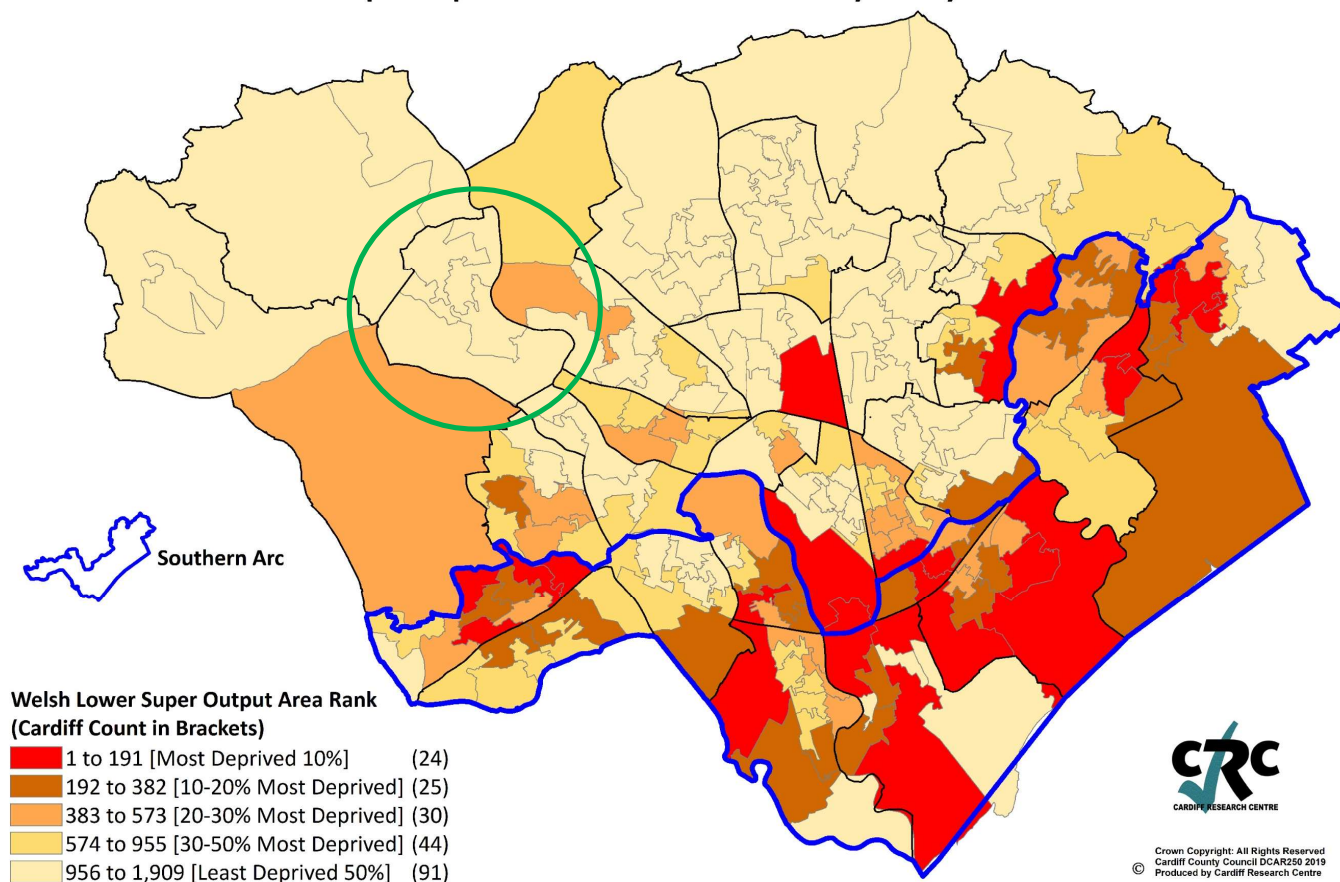 Southern Arc
Welsh Lower Super Output Area Rank
(Cardiff Count in Brackets)
1 to 191 [Most Deprived 10%] (24)
192 to 382 [10-20% Most Deprived] (25)
383 to 573 [20-30% Most Deprived] (30)
574 to 955 [30-50% Most Deprived] (44)
956 to 1,909 [Least Deprived 50%] (91)
CRC
CARDIFF RESEARCH CENTRE
Crown Copyright: All Rights Reserved
Cardiff County Council DCAR250 2019
© Produced by Cardiff Research Centre